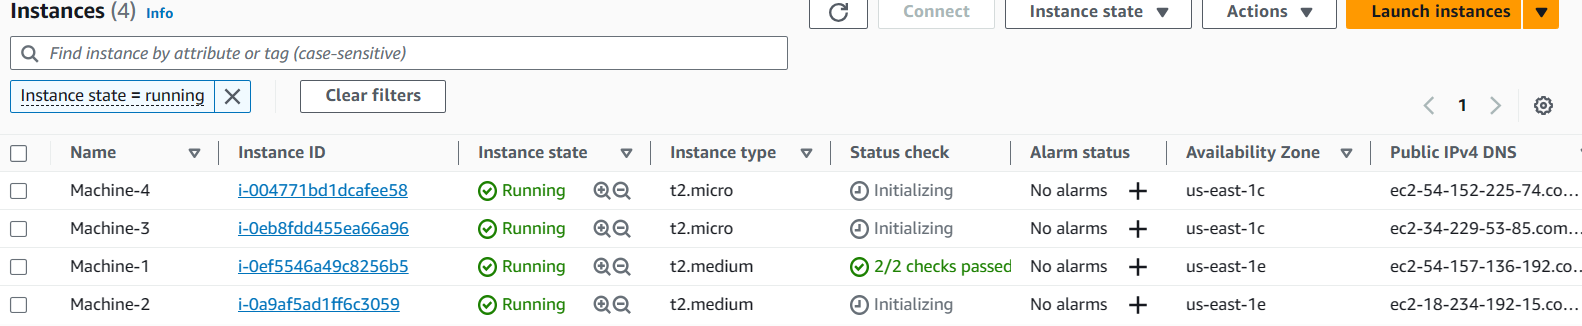 Instances (4) Info
Connect Instance state Actions Launch instances
Find instance by attribute or tag (case-sensitive)
Instance state = running Clear filters
1
Name Instance ID Instance state Instance type Status check Alarm status Availability Zone Public IPv4 DNS
Machine-4 i-004771bd1dcafee58 Running t2.micro Initializing No alarms us-east-1c ec2-54-152-225-74.co...
Machine-3 i-0eb8fdd455ea66a96 Running t2.micro Initializing No alarms us-east-1c ec2-34-229-53-85.com...
Machine-1 i-0ef5546a49c8256b5 Running t2.medium 2/2 checks passed No alarms us-east-1e ec2-54-157-136-192.co...
Machine-2 i-0a9af5ad1ff6c3059 Running t2.medium Initializing No alarms us-east-1e ec2-18-234-192-15.com...